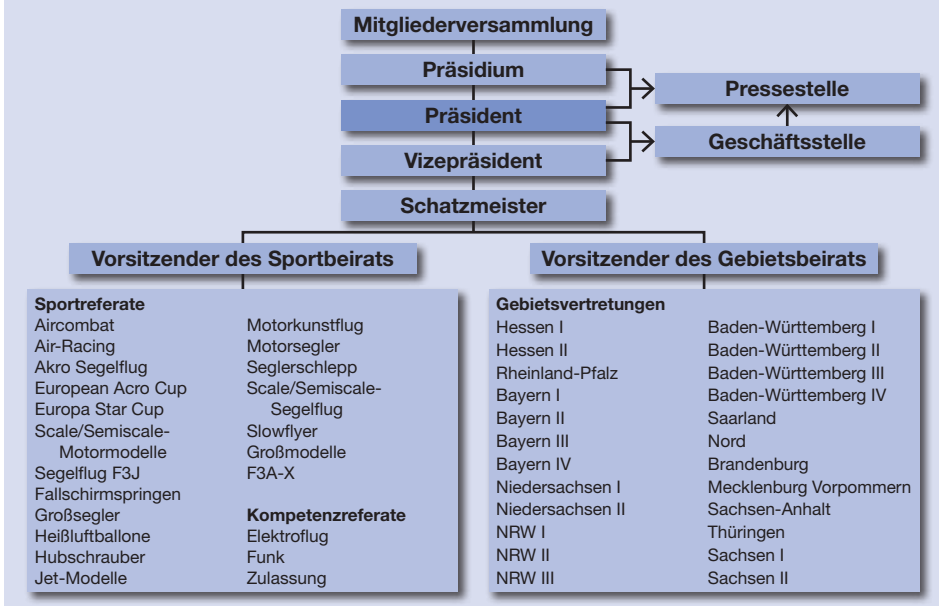 Mitgliederversammlung
Präsidium
Pressestelle
Präsident
Geschäftsstelle
Vizepräsident
Schatzmeister
Vorsitzender des Sportbeirats
Sportreferate
Aircombat
Air-Racing
Akro Segelflug
European Acro Cup
Europa Star Cup
Scale/Semiscale-
Motormodelle
Segelflug F3J
Fallschirmspringen
Großsegler
Heißluftballone
Hubschrauber
Jet-Modelle
Motorkunstflug
Motorsegler
Seglerschlepp
Scale/Semiscale-
Segelflug
Slowflyer
Großmodelle
F3A-X
Kompetenzreferate
Elektroflug
Funk
Zulassung
Vorsitzender des Gebietsbeirats
Gebietsvertretungen
Hessen I
Hessen II
Rheinland-Pfalz
Bayern I
Bayern II
Bayern III
Bayern IV
Niedersachsen I
Niedersachsen II
NRW I
NRW II
NRW III
Baden-Württemberg I
Baden-Württemberg II
Baden-Württemberg III
Baden-Württemberg IV
Saarland
Nord
Brandenburg
Mecklenburg Vorpommern
Sachsen-Anhalt
Thüringen
Sachsen I
Sachsen II